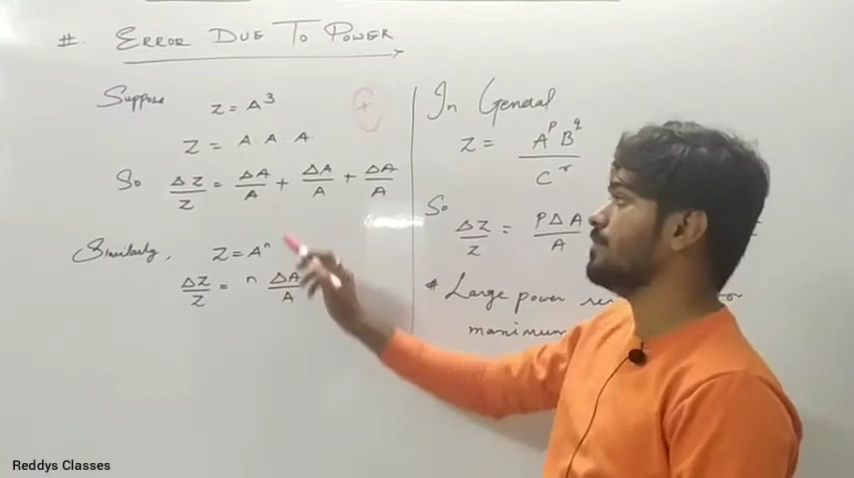 # ERROR DUE TO POWER
Suppose Z = A³
Z = A A A
So ΔZ/Z = ΔA/A + ΔA/A + ΔA/A
Similarly, Z = Aⁿ
ΔZ/Z = n ΔA/A
In General
Z = A^p B^q / C^r
So
ΔZ/Z = PΔA/A
* Large power
manimum
Reddys Classes